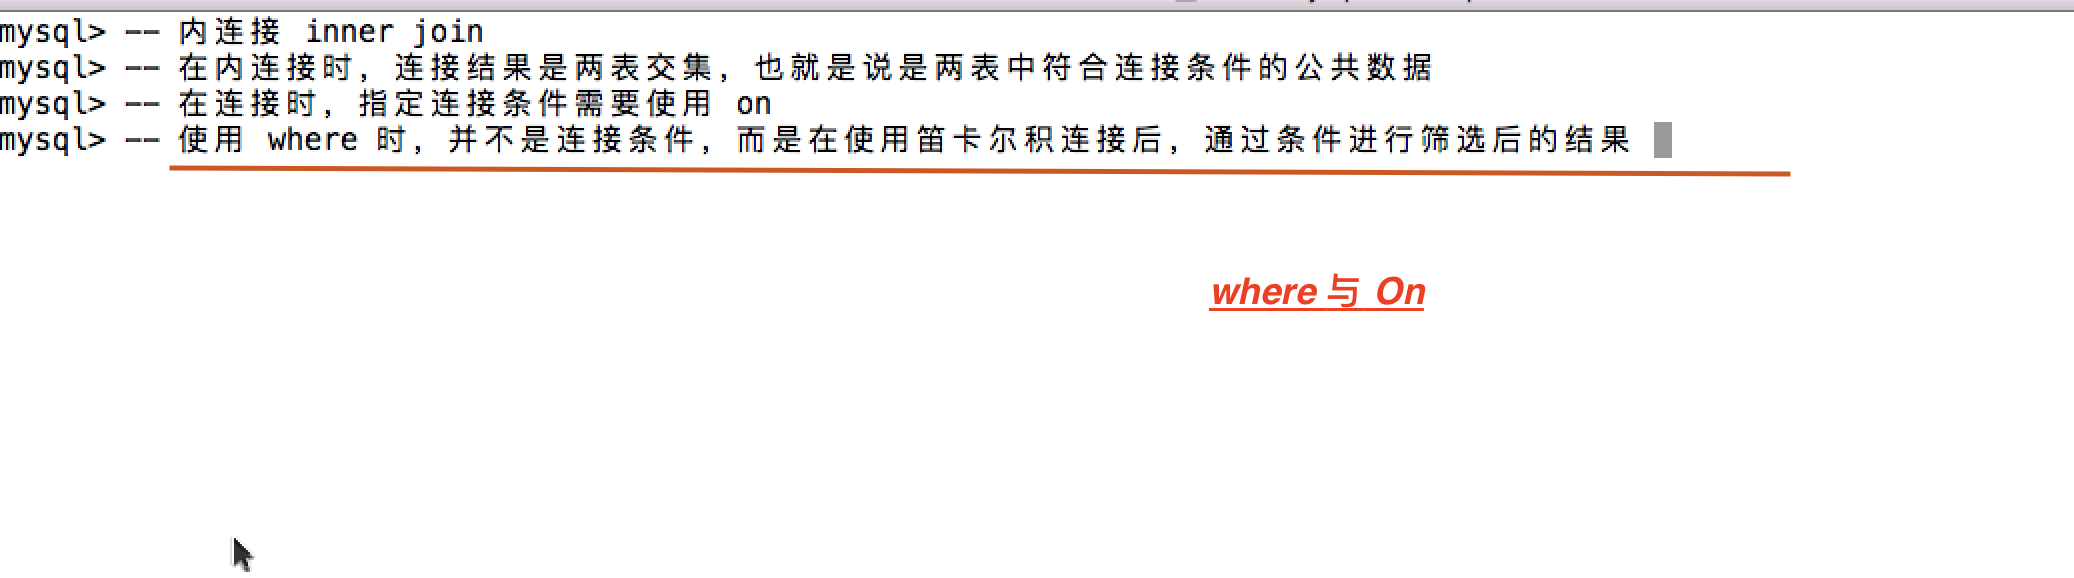 mysql> -- 内连接 inner join
mysql> -- 在内连接时, 连接结果是两表交集, 也就是说是两表中符合连接条件的公共数据
mysql> -- 在连接时, 指定连接条件需要使用 on
mysql> -- 使用 where 时, 并不是连接条件, 而是在使用笛卡尔积连接后, 通过条件进行筛选后的结果
where 与 On